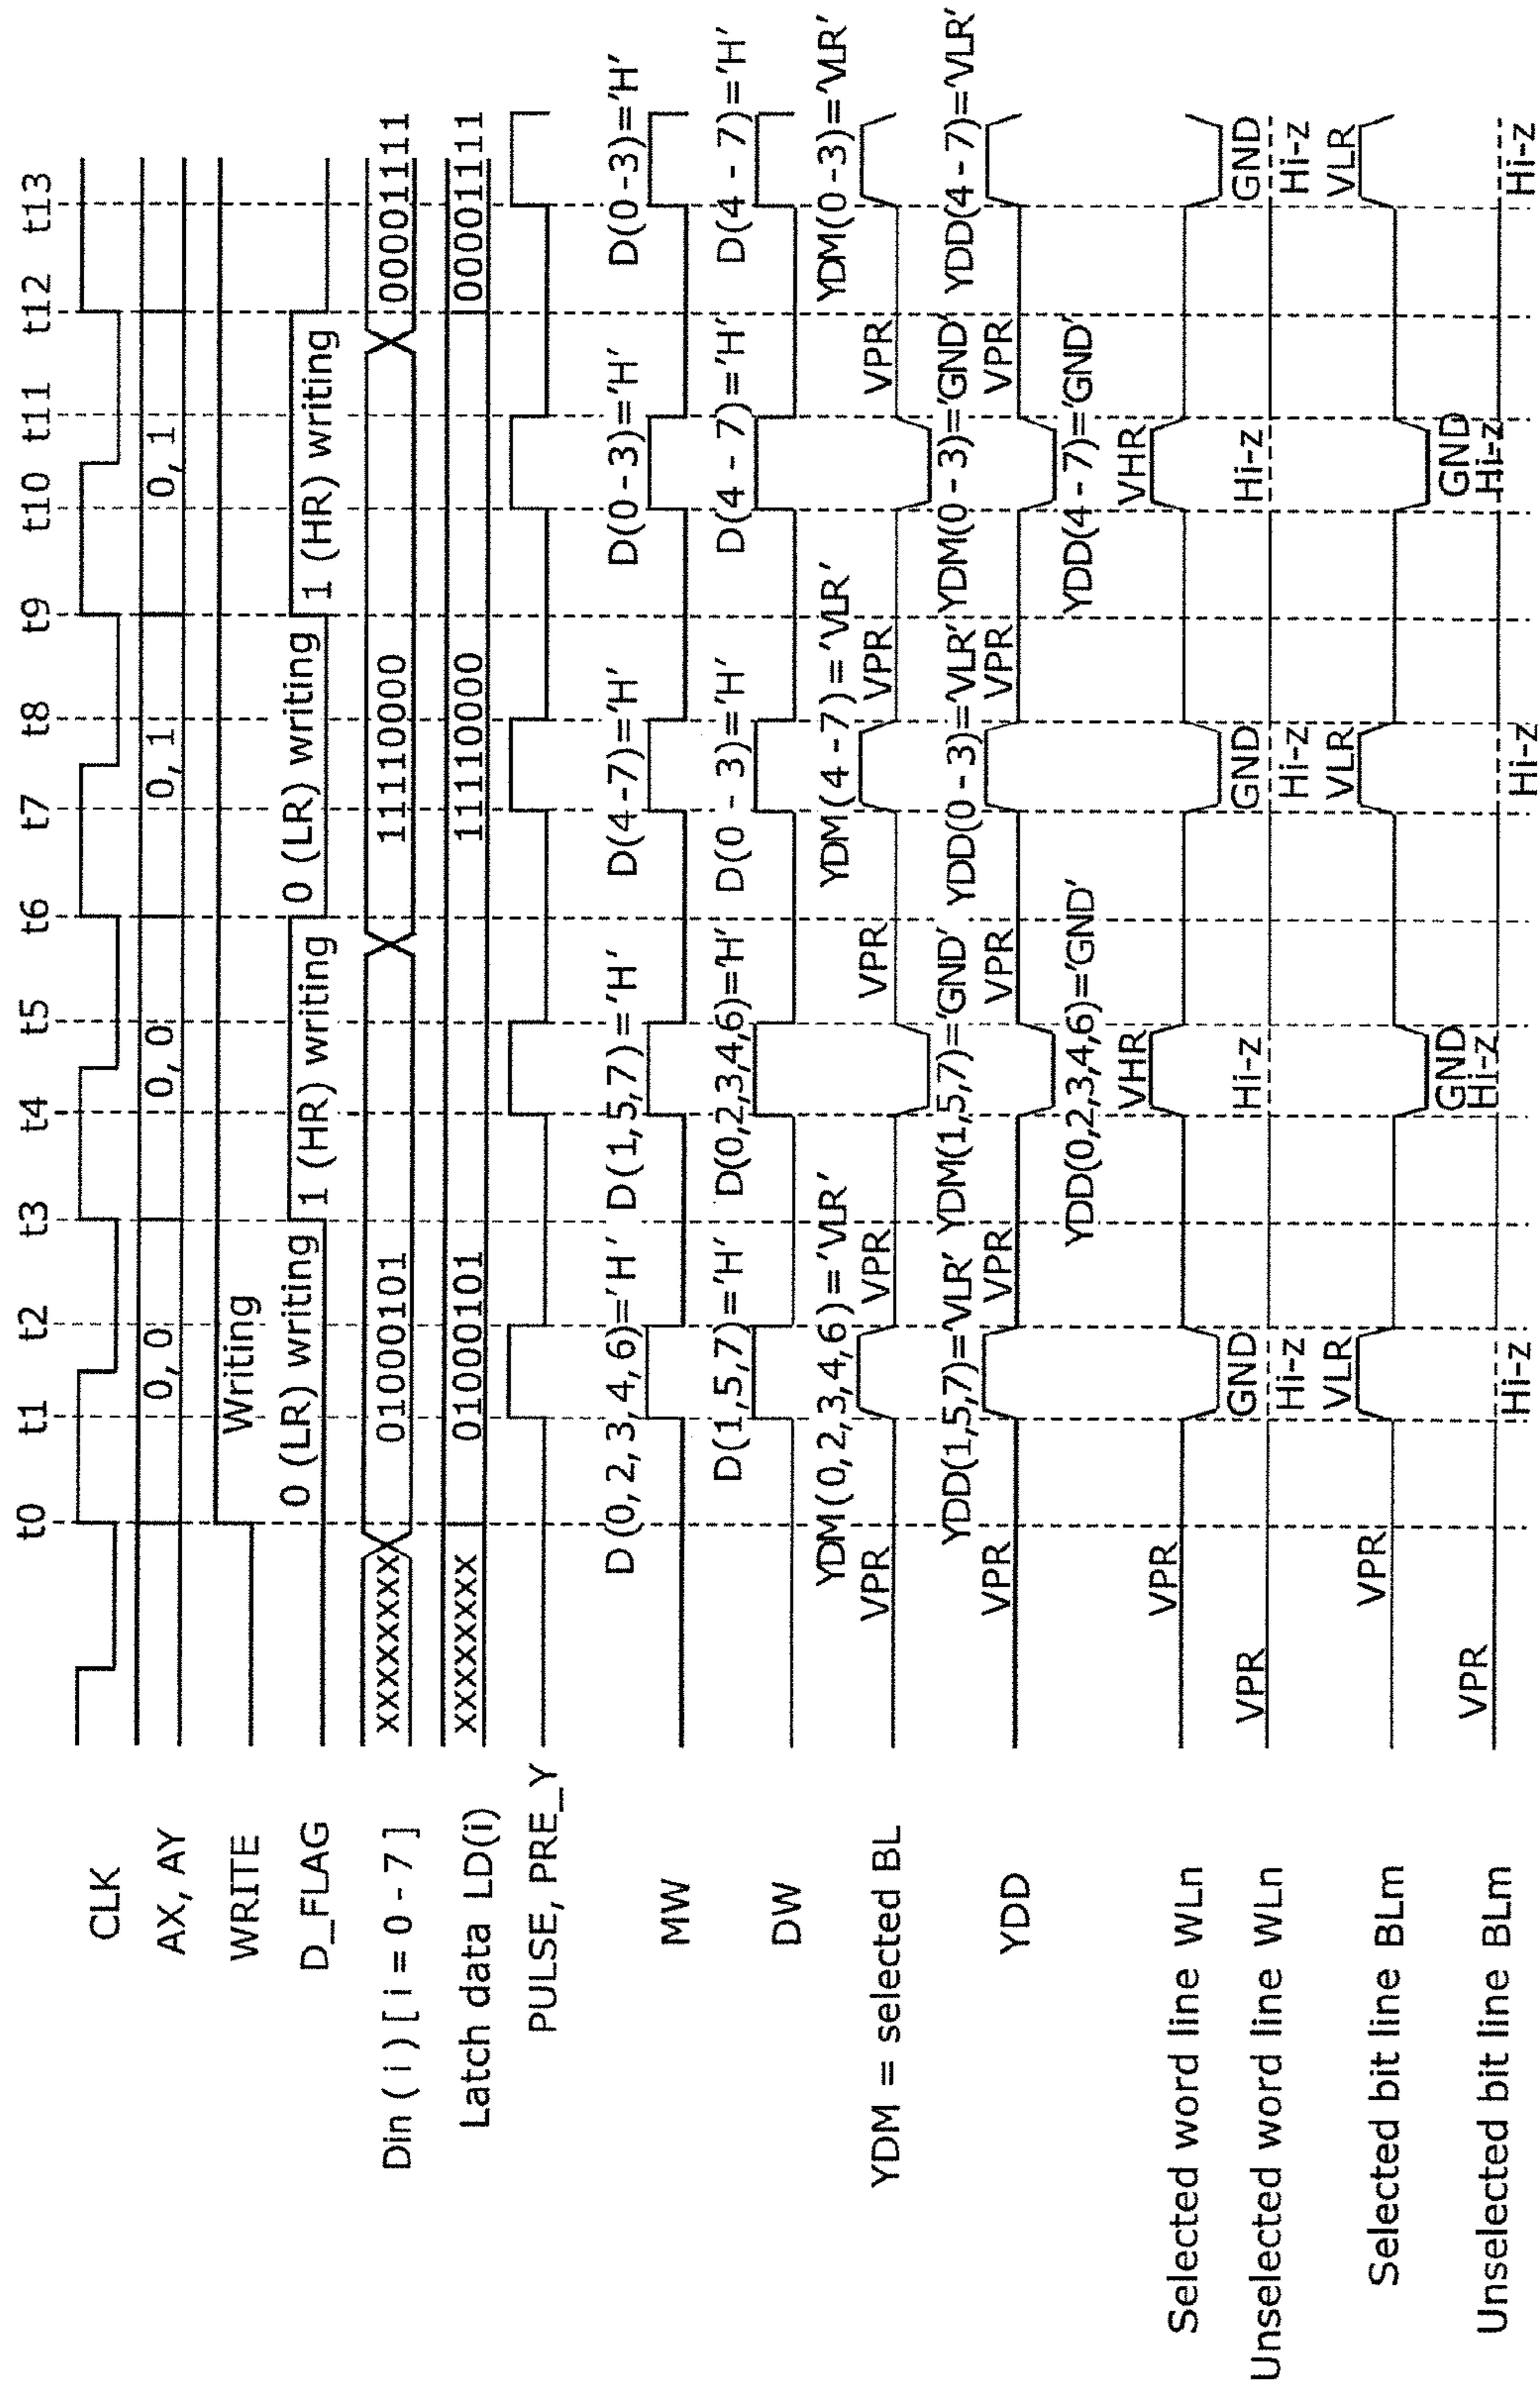 t0 t1 t2 t3 t4 t5 t6 t7 t8 t9 t10 t11 t12 t13
CLK
AX, AY 0, 0 0, 0 0, 1 0, 1
WRITE Writing
D_FLAG 0 (LR) writing 1 (HR) writing 0 (LR) writing 1 (HR) writing
Din ( i ) [ i = 0 - 7 ] xxxxxxxx 01000101 11110000 00001111
Latch data LD(i) xxxxxxxx 01000101 11110000 00001111
PULSE, PRE_Y
D (0, 2, 3, 4, 6)='H' D(1,5,7)='H' D(4-7)='H' D(0-3)='H' D(0-3)='H'
MW
D(1,5,7)='H' D(0,2,3,4,6)='H' D(0 - 3)='H' D(4 - 7)='H' D(4 - 7)='H'
DW
YDM ( 0, 2, 3, 4, 6 ) = 'VLR' YDM ( 4 - 7 ) = 'VLR' YDM(0-3)='VLR'
YDM = selected BL VPR VPR VPR VPR VPR
YDD(1,5,7)='VLR' YDM(1,5,7)='GND' YDD(0 - 3)='VLR' YDM(0 - 3)='GND' YDD(4 - 7)='VLR'
YDD VPR VPR VPR VPR VPR
YDD(0,2,3,4,6)='GND' YDD(4 - 7)='GND'
VHR VHR
Selected word line WLn VPR
GND GND GND
Unselected word line WLn VPR Hi-z Hi-z Hi-z Hi-z Hi-z
VLR VLR VLR
Selected bit line BLm VPR
GND GND
Unselected bit line BLm VPR Hi-z Hi-z Hi-z Hi-z Hi-z